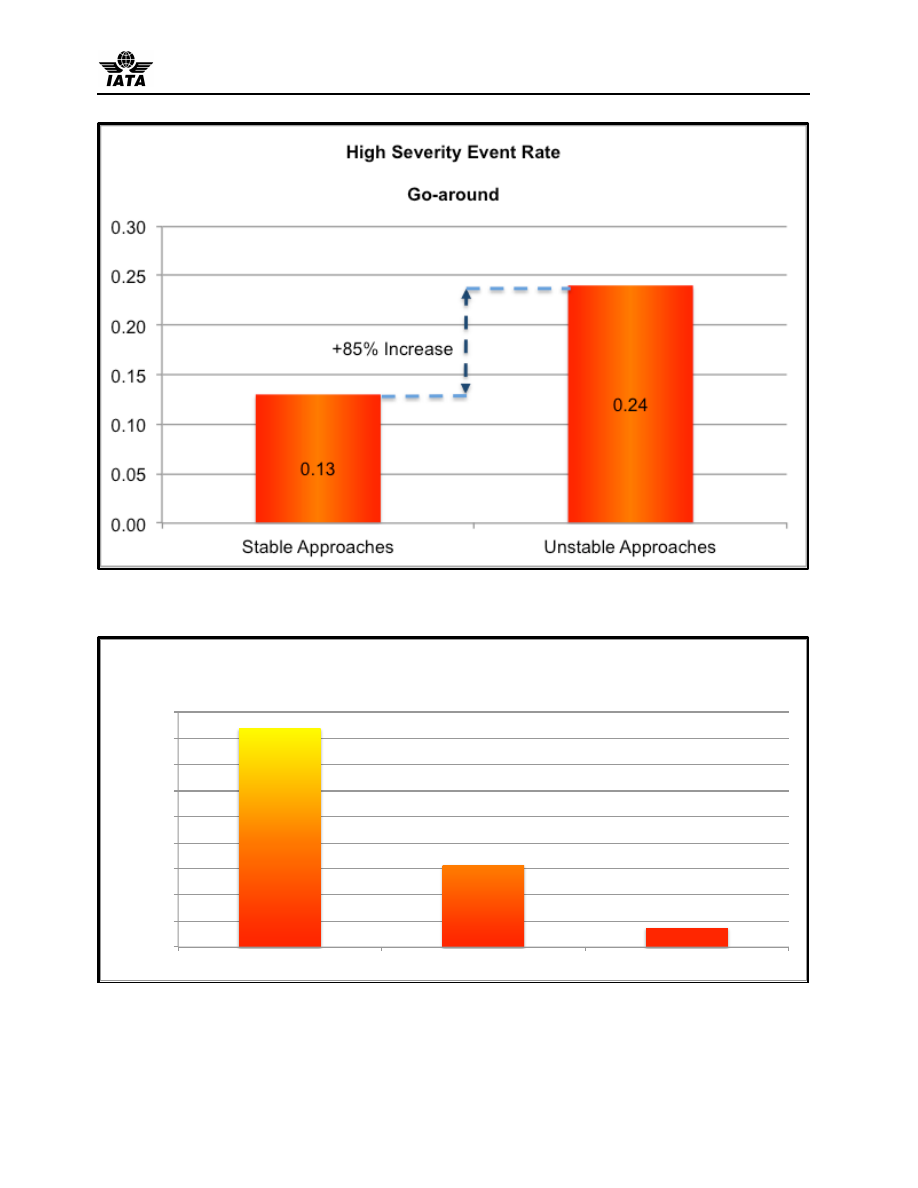 IATA
High Severity Event Rate
Go-around
0.30
0.25
0.20
+85% Increase
0.15
0.24
0.10
0.13
0.05
0.00
Stable Approaches Unstable Approaches